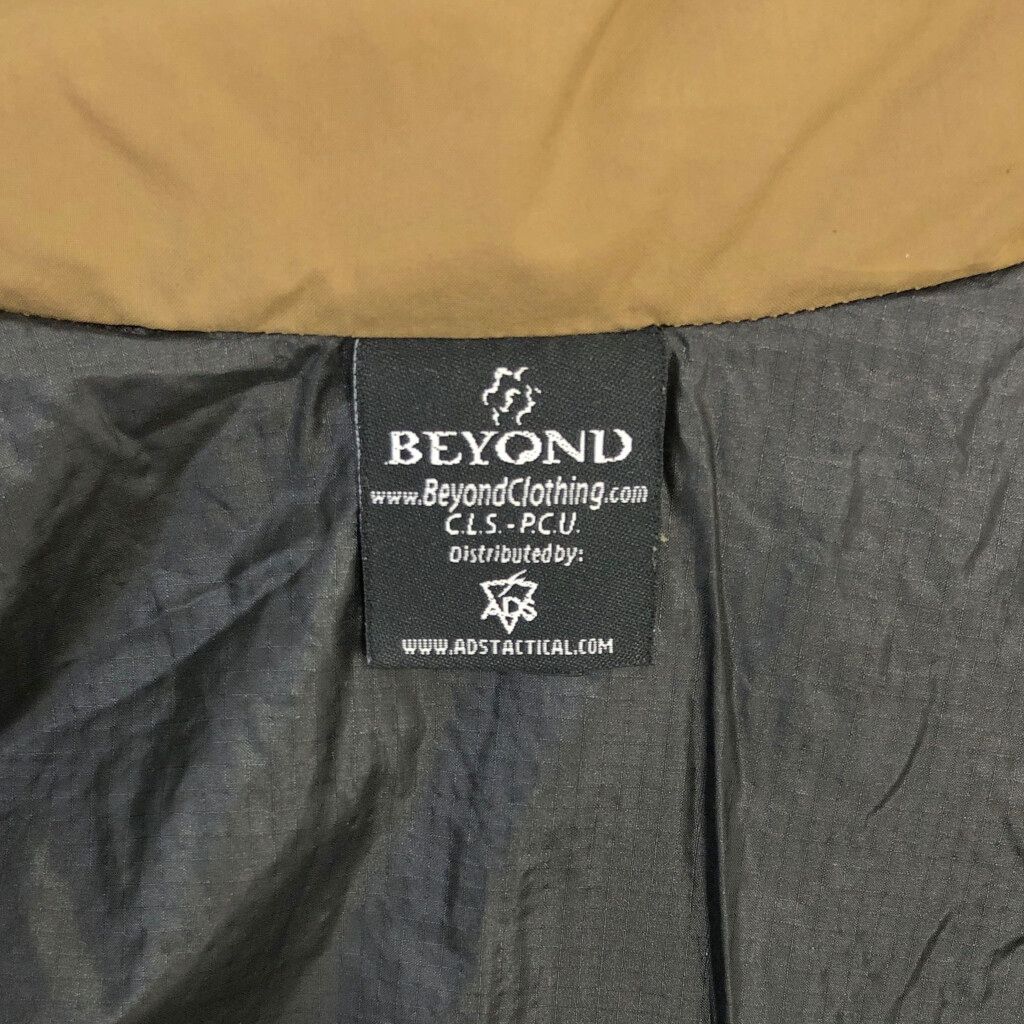 BEYOND
www.BeyondClothing.com
C.L.S. - P.C.U.
Distributed by:
ADS
WWW.ADSTACTICAL.COM